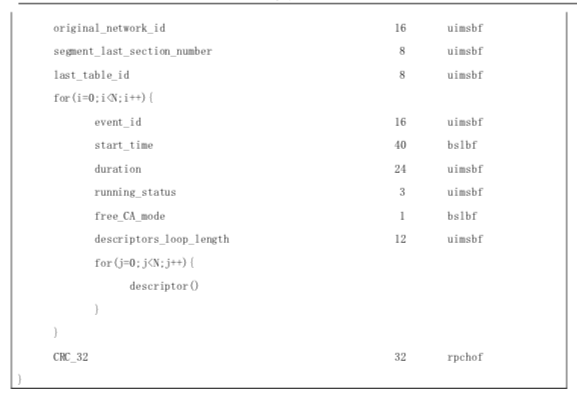 original_network_id 16 uimsbf
segment_last_section_number 8 uimsbf
last_table_id 8 uimsbf
for(i=0;i<N;i++){
event_id 16 uimsbf
start_time 40 bslbf
duration 24 uimsbf
running_status 3 uimsbf
free_CA_mode 1 bslbf
descriptors_loop_length 12 uimsbf
for(j=0;j<N;j++){
descriptor()
}
}
CRC_32 32 rpchof
}